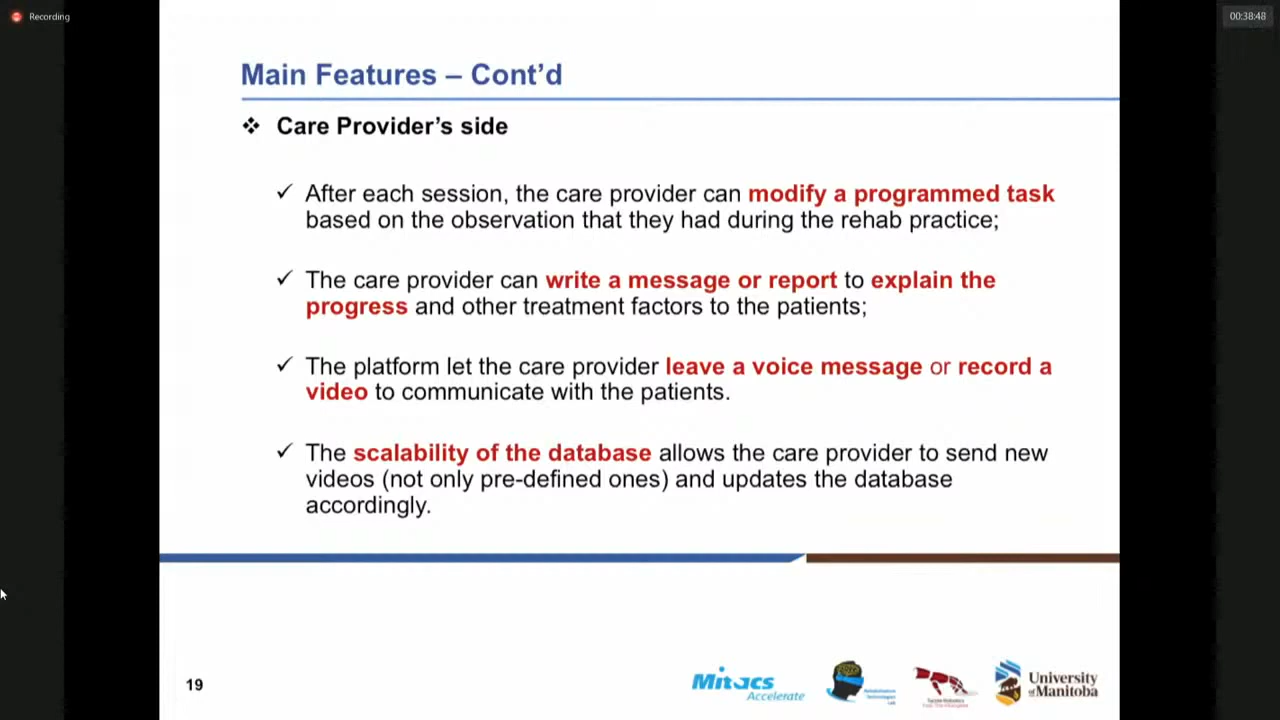 Recording
00:38:48
Main Features – Cont’d
❖ Care Provider’s side
✓ After each session, the care provider can modify a programmed task
based on the observation that they had during the rehab practice;
✓ The care provider can write a message or report to explain the
progress and other treatment factors to the patients;
✓ The platform let the care provider leave a voice message or record a
video to communicate with the patients.
✓ The scalability of the database allows the care provider to send new
videos (not only pre-defined ones) and updates the database
accordingly.
19
Mitacs
Accelerate
University
of Manitoba